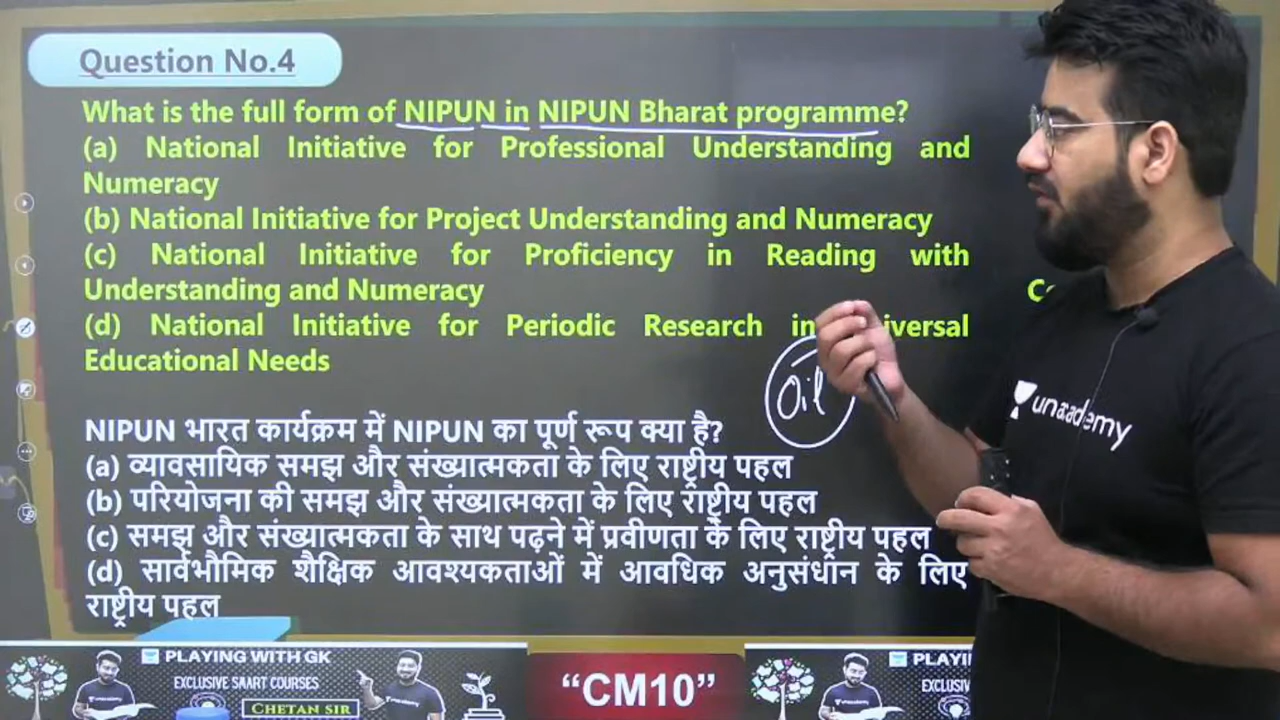 Question No.4
What is the full form of NIPUN in NIPUN Bharat programme?
(a) National Initiative for Professional Understanding and
Numeracy
(b) National Initiative for Project Understanding and Numeracy
(c) National Initiative for Proficiency in Reading with
Understanding and Numeracy
(d) National Initiative for Periodic Research in
Educational Needs
Oil
NIPUN भारत कार्यक्रम में NIPUN का पूर्ण रूप क्या है?
(a) व्यावसायिक समझ और संख्यात्मकता के लिए राष्ट्रीय पहल
(b) परियोजना की समझ और संख्यात्मकता के लिए राष्ट्रीय पहल
(c) समझ और संख्यात्मकता के साथ पढ़ने में प्रवीणता के लिए राष्ट्रीय पहल
(d) सार्वभौमिक शैक्षिक आवश्यकताओं में आवधिक अनुसंधान के लिए
राष्ट्रीय पहल
unacademy
PLAYING WITH GK
EXCLUSIVE SMART COURSES
CHETAN SIR
“CM10”